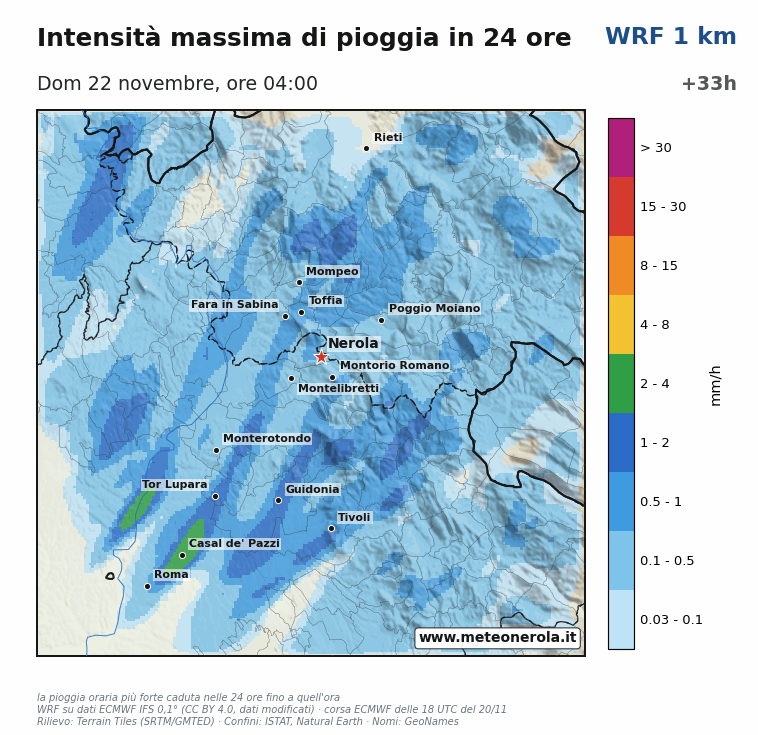 Intensità massima di pioggia in 24 ore
WRF 1 km
Dom 22 novembre, ore 04:00
+33h
Rieti
Mompeo
Toffia
Fara in Sabina
Poggio Moiano
Nerola
Montorio Romano
Montelibretti
Monterotondo
Tor Lupara
Guidonia
Tivoli
Casal de' Pazzi
Roma
www.meteonerola.it
> 30
15 - 30
8 - 15
4 - 8
2 - 4
1 - 2
0.5 - 1
0.1 - 0.5
0.03 - 0.1
mm/h
la pioggia oraria più forte caduta nelle 24 ore fino a quell'ora
WRF su dati ECMWF IFS 0,1° (CC BY 4.0, dati modificati) · corsa ECMWF delle 18 UTC del 20/11
Rilievo: Terrain Tiles (SRTM/GMTED) · Confini: ISTAT, Natural Earth · Nomi: GeoNames